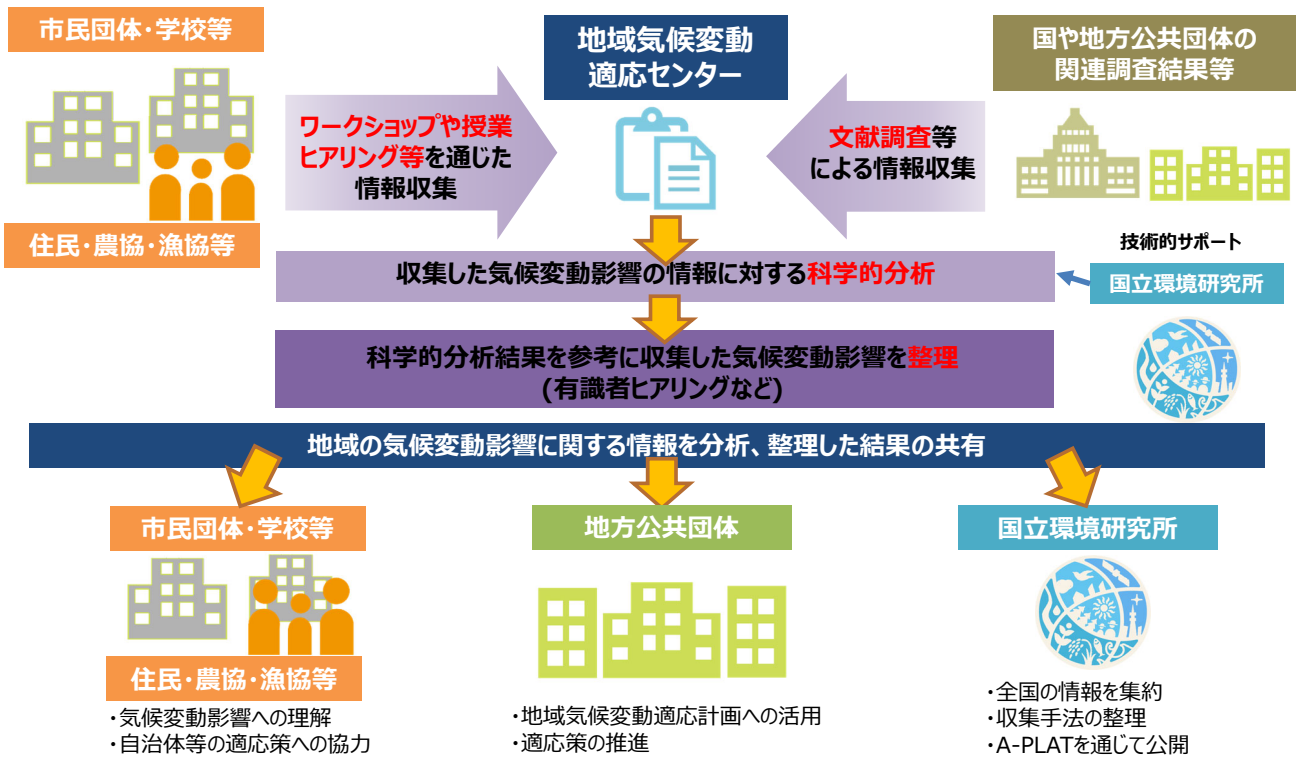 市民団体・学校等
地域気候変動
適応センター
国や地方公共団体の
関連調査結果等
ワークショップや授業
ヒアリング等を通じた
情報収集
文献調査等
による情報収集
住民・農協・漁協等
技術的サポート
収集した気候変動影響の情報に対する科学的分析
国立環境研究所
科学的分析結果を参考に収集した気候変動影響を整理
(有識者ヒアリングなど)
地域の気候変動影響に関する情報を分析、整理した結果の共有
市民団体・学校等
地方公共団体
国立環境研究所
住民・農協・漁協等
・気候変動影響への理解
・自治体等の適応策への協力
・地域気候変動適応計画への活用
・適応策の推進
・全国の情報を集約
・収集手法の整理
・A-PLATを通じて公開